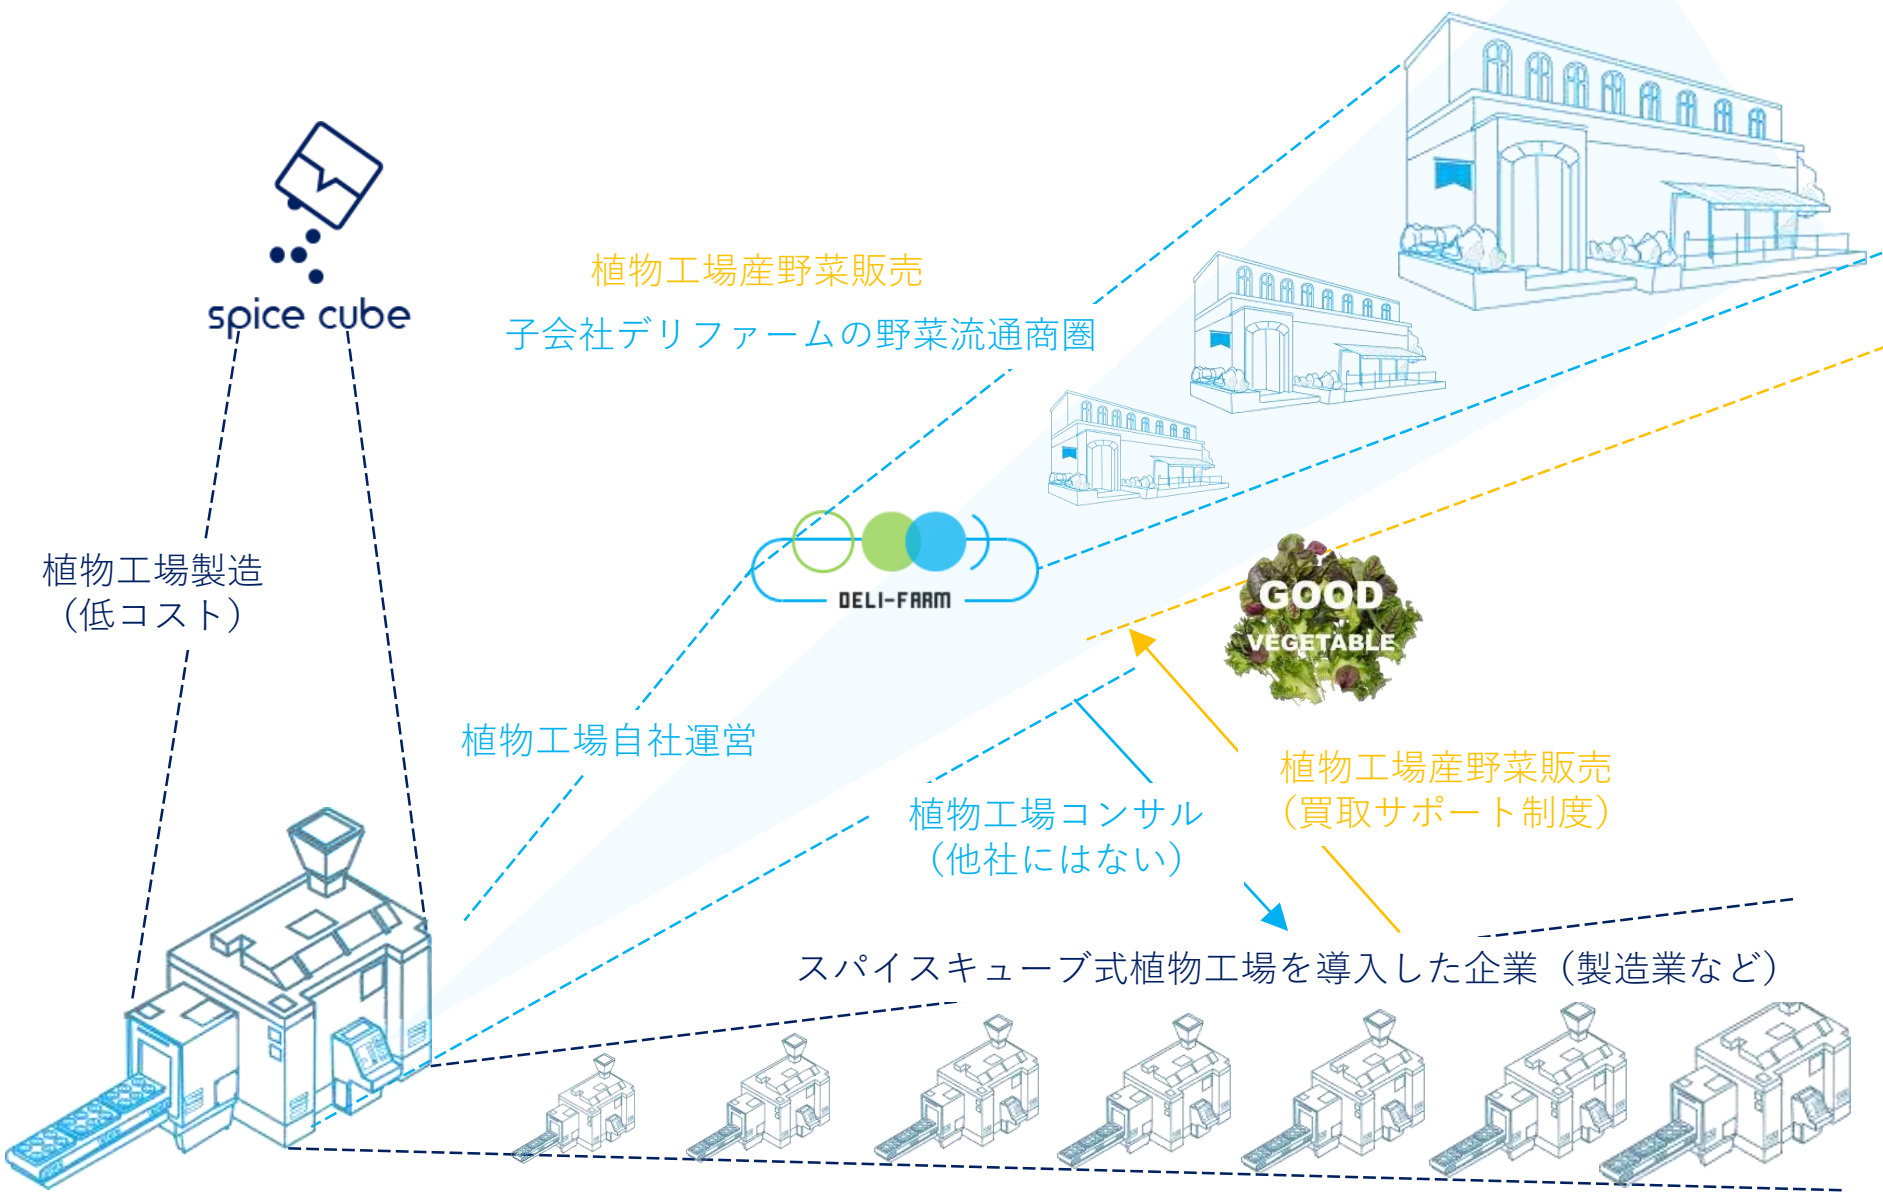 spice cube
植物工場産野菜販売
子会社デリファームの野菜流通商圏
植物工場製造
（低コスト）
DELI-FARM
GOOD
VEGETABLE
植物工場自社運営
植物工場コンサル
（他社にはない）
植物工場産野菜販売
（買取サポート制度）
スパイスキューブ式植物工場を導入した企業（製造業など）